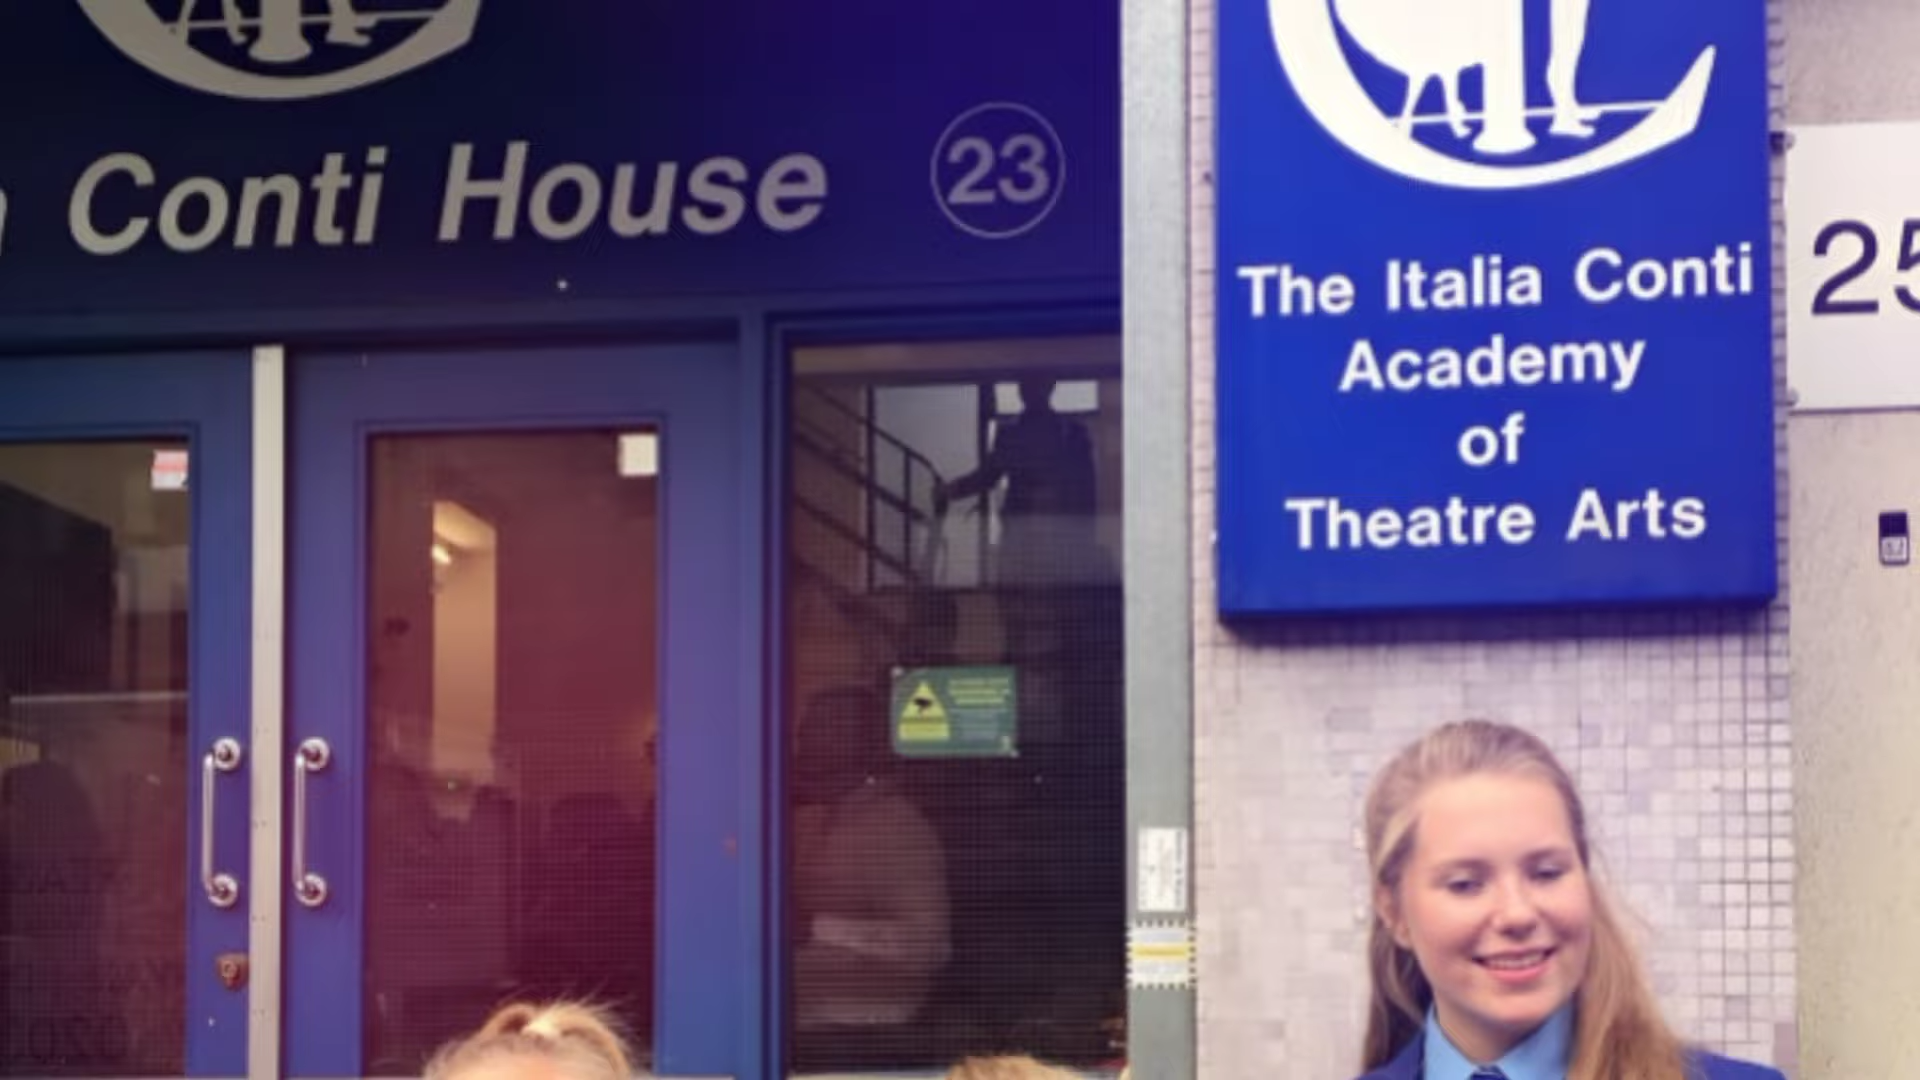 Conti House 23
The Italia Conti
Academy
of
Theatre Arts
25